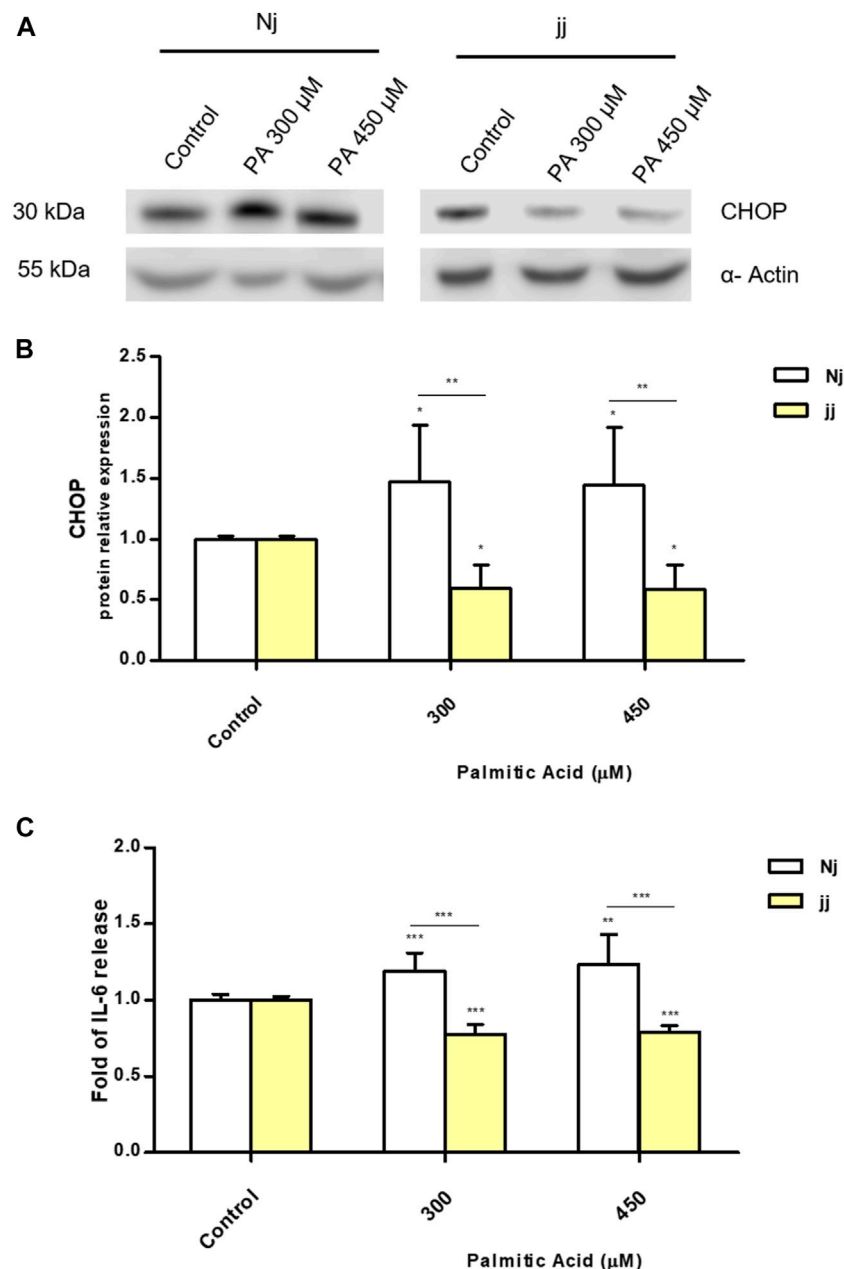 A
Nj
jj
Control
PA 300 µM
PA 450 µM
Control
PA 300 µM
PA 450 µM
30 kDa
CHOP
55 kDa
α- Actin
B
CHOP
protein relative expression
2.5
2.0
1.5
1.0
0.5
0.0
**
**
*
*
*
*
Nj
jj
Control
300
450
Palmitic Acid (µM)
C
Fold of IL-6 release
2.0
1.5
1.0
0.5
0.0
***
***
***
**
***
***
Nj
jj
Control
300
450
Palmitic Acid (µM)